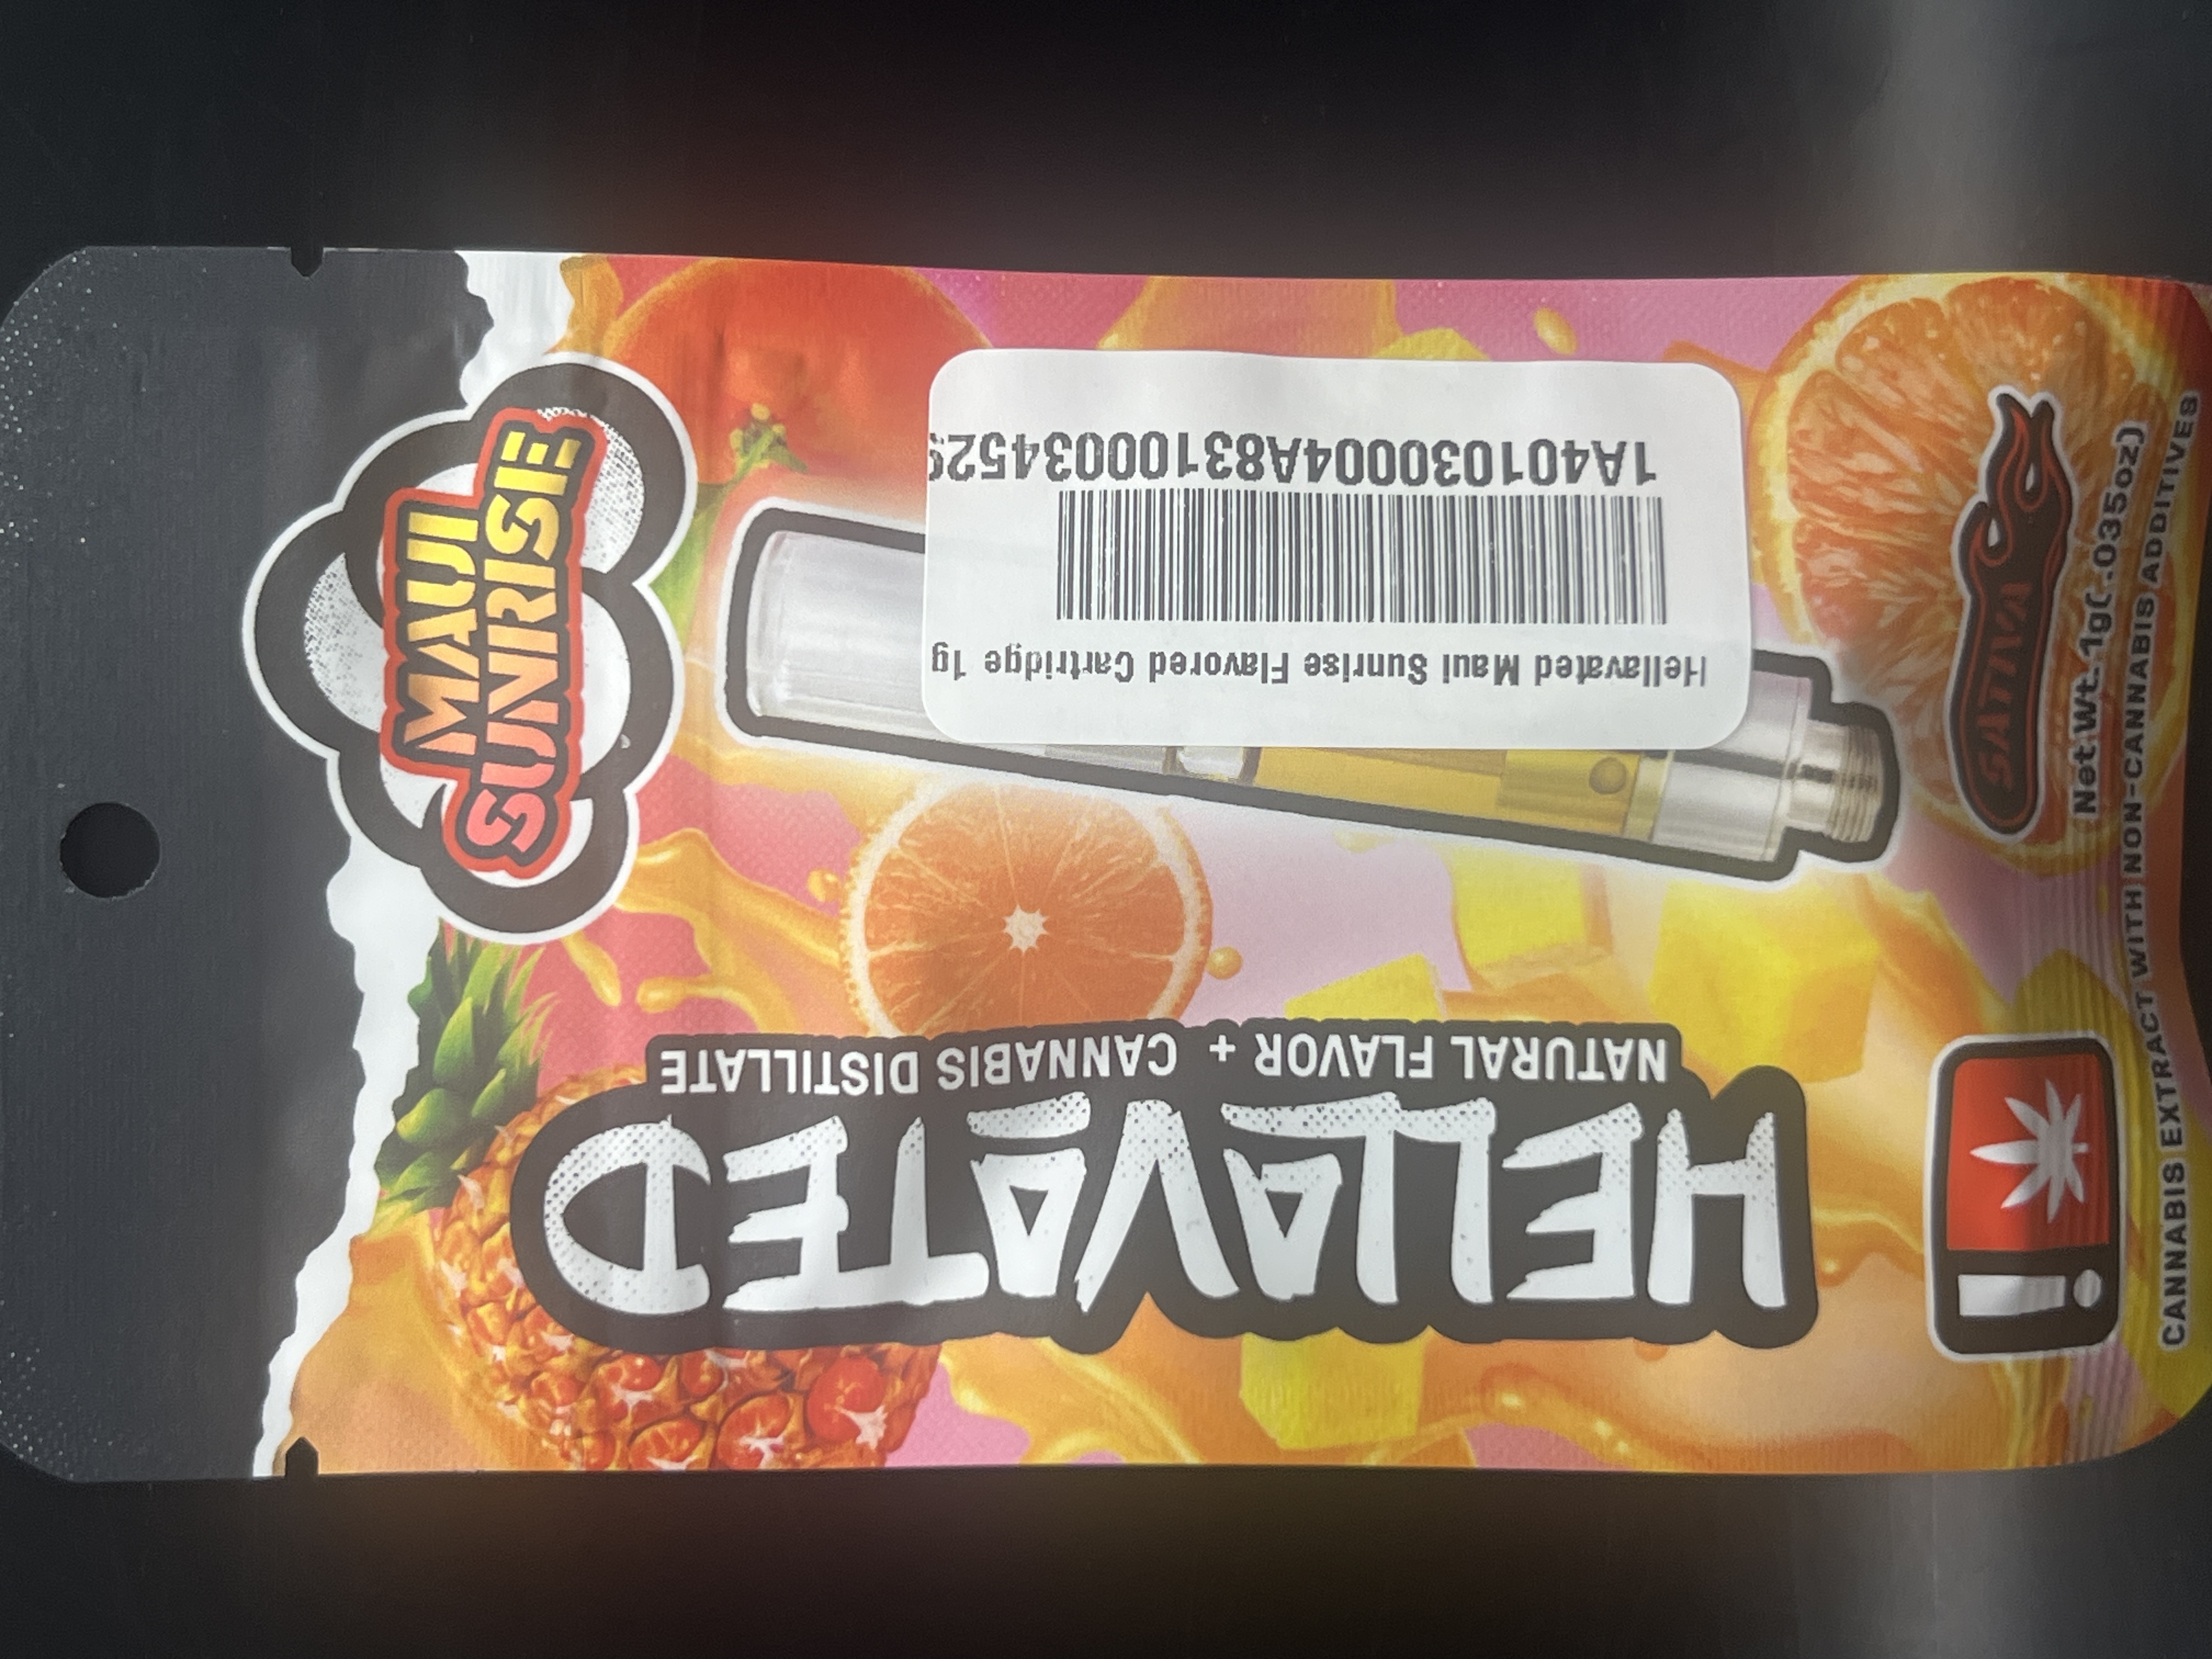 HELLAVATED
NATURAL FLAVOR + CANNABIS DISTILLATE
Hellavated Maui Sunrise Flavored Cartridge 1g
1A4010300004A831000034529
MAUI
SUNRISE
SATIVA
Net Wt. 1g(.035oz)
CANNABIS EXTRACT WITH NON-CANNABIS ADDITIVES
!